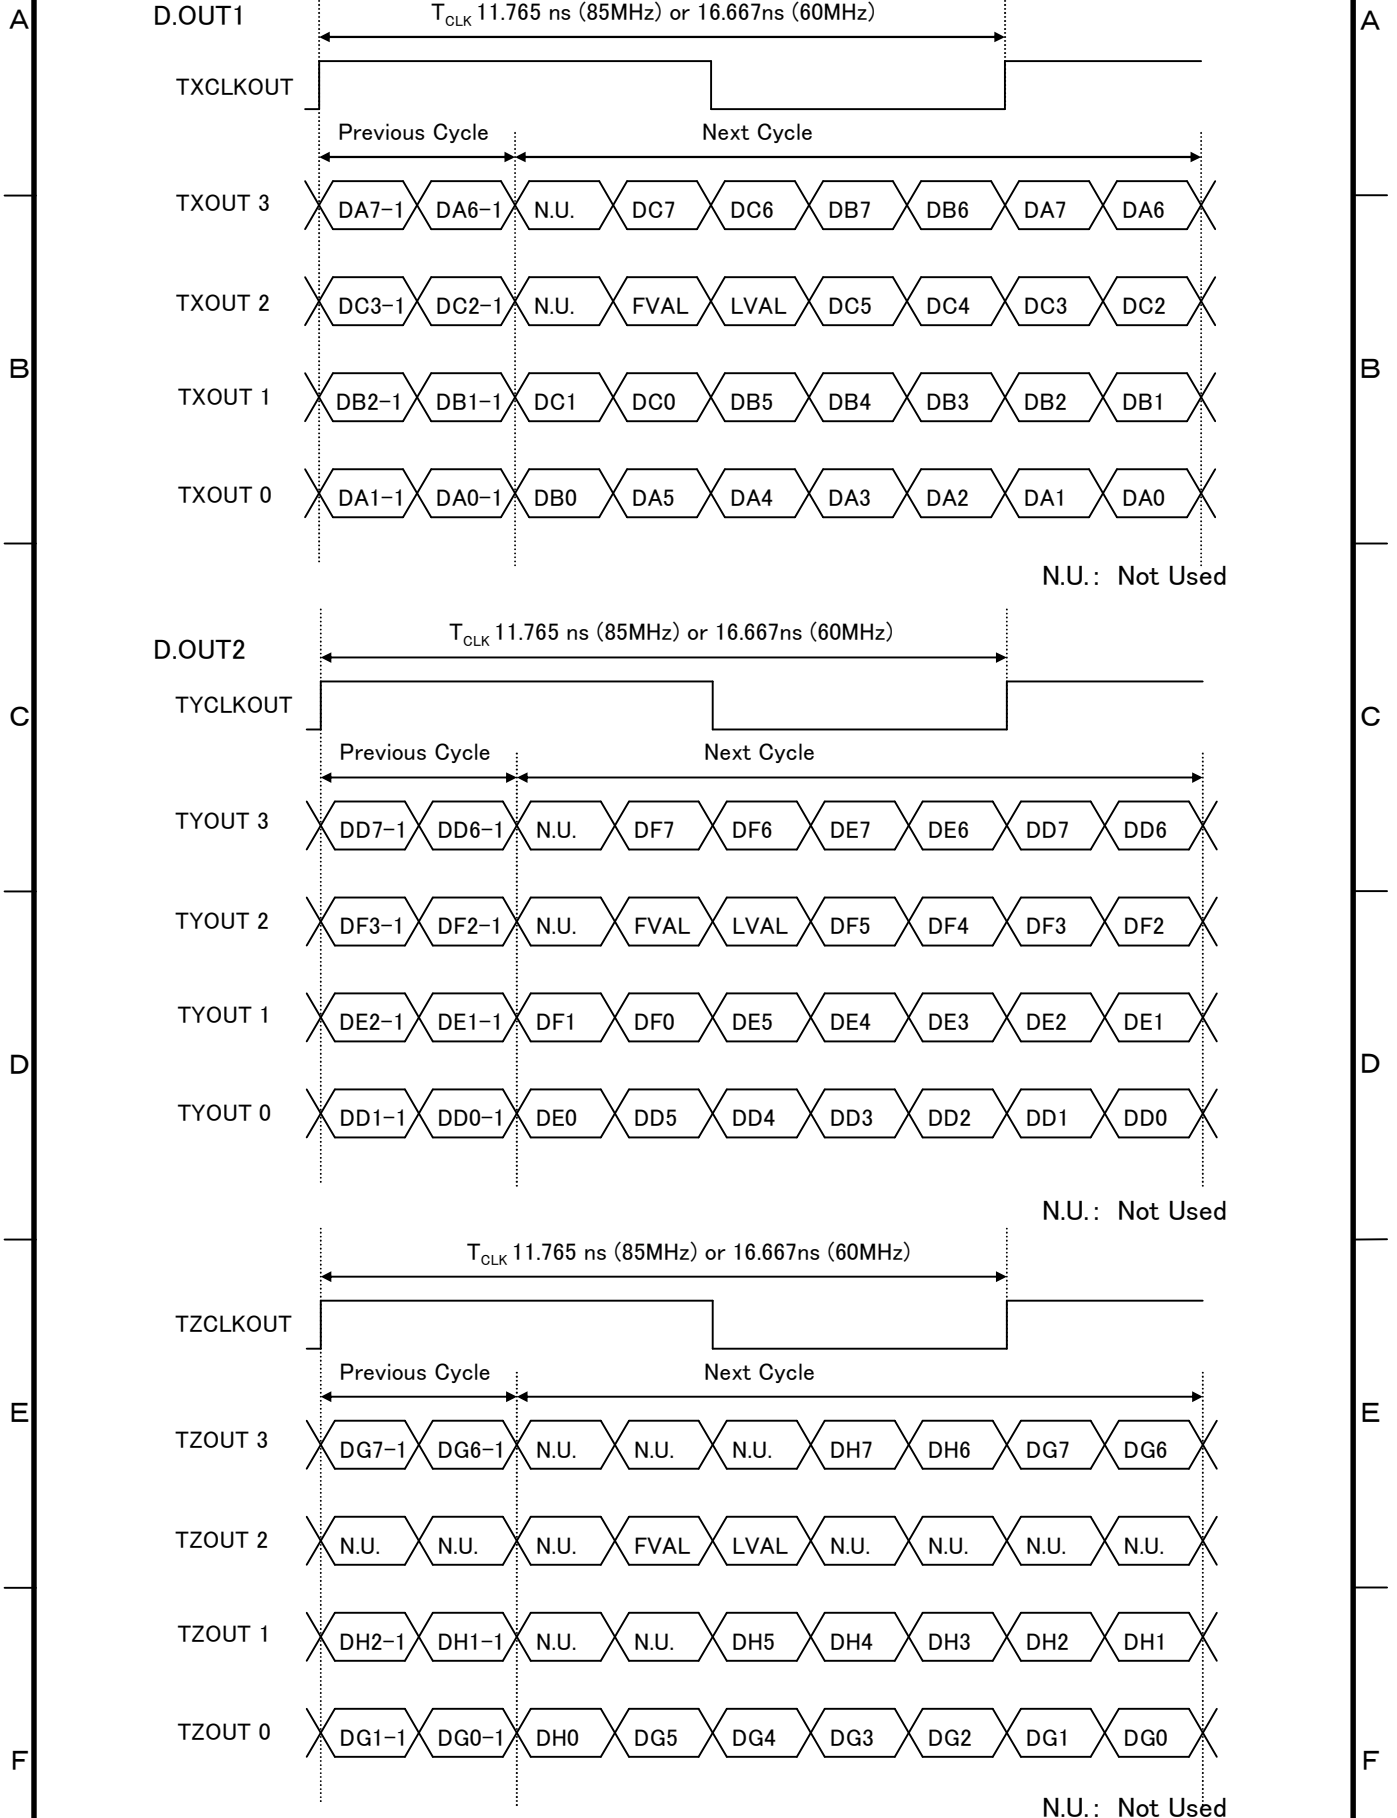 A A
D.OUT1
TCLK 11.765 ns (85MHz) or 16.667ns (60MHz)
TXCLKOUT
Previous Cycle Next Cycle
TXOUT 3 DA7-1 DA6-1 N.U. DC7 DC6 DB7 DB6 DA7 DA6
TXOUT 2 DC3-1 DC2-1 N.U. FVAL LVAL DC5 DC4 DC3 DC2
B B
TXOUT 1 DB2-1 DB1-1 DC1 DC0 DB5 DB4 DB3 DB2 DB1
TXOUT 0 DA1-1 DA0-1 DB0 DA5 DA4 DA3 DA2 DA1 DA0
N.U.: Not Used
TCLK 11.765 ns (85MHz) or 16.667ns (60MHz)
D.OUT2
TYCLKOUT
C C
Previous Cycle Next Cycle
TYOUT 3 DD7-1 DD6-1 N.U. DF7 DF6 DE7 DE6 DD7 DD6
TYOUT 2 DF3-1 DF2-1 N.U. FVAL LVAL DF5 DF4 DF3 DF2
TYOUT 1 DE2-1 DE1-1 DF1 DF0 DE5 DE4 DE3 DE2 DE1
D D
TYOUT 0 DD1-1 DD0-1 DE0 DD5 DD4 DD3 DD2 DD1 DD0
N.U.: Not Used
TCLK 11.765 ns (85MHz) or 16.667ns (60MHz)
TZCLKOUT
Previous Cycle Next Cycle
E E
TZOUT 3 DG7-1 DG6-1 N.U. N.U. N.U. DH7 DH6 DG7 DG6
TZOUT 2 N.U. N.U. N.U. FVAL LVAL N.U. N.U. N.U. N.U.
TZOUT 1 DH2-1 DH1-1 N.U. N.U. DH5 DH4 DH3 DH2 DH1
TZOUT 0 DG1-1 DG0-1 DH0 DG5 DG4 DG3 DG2 DG1 DG0
F F
N.U.: Not Used